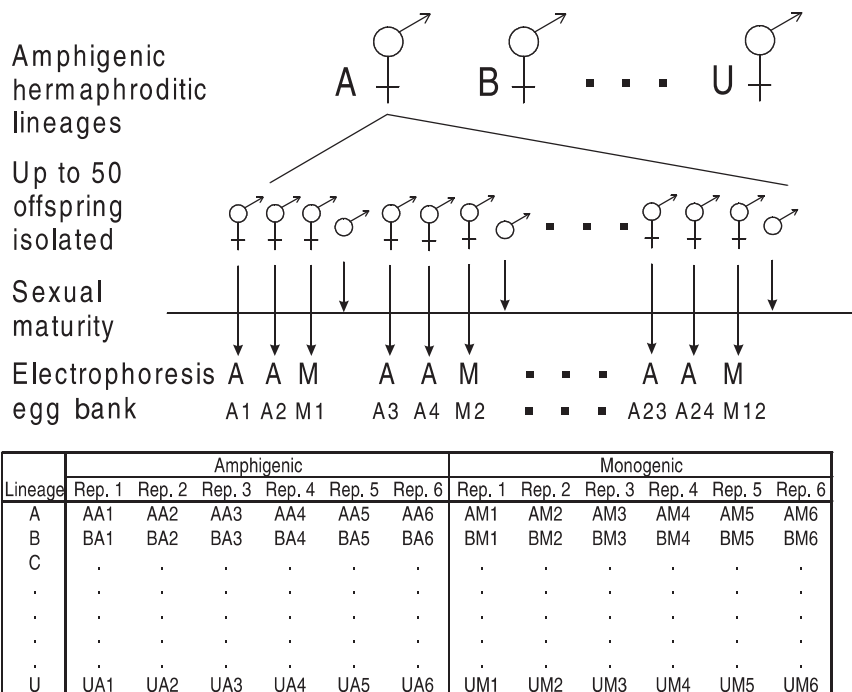 Amphigenic
hermaphroditic
lineages
A B . . . U
Up to 50
offspring
isolated
. . .
Sexual
maturity
Electrophoresis A A M A A M . . . A A M
egg bank A1 A2 M1 A3 A4 M2 . . . A23 A24 M12
Amphigenic Monogenic
Lineage Rep. 1 Rep. 2 Rep. 3 Rep. 4 Rep. 5 Rep. 6 Rep. 1 Rep. 2 Rep. 3 Rep. 4 Rep. 5 Rep. 6
A AA1 AA2 AA3 AA4 AA5 AA6 AM1 AM2 AM3 AM4 AM5 AM6
B BA1 BA2 BA3 BA4 BA5 BA6 BM1 BM2 BM3 BM4 BM5 BM6
C . . . . . . . . . . . .
. . . . . . . . . . . . .
. . . . . . . . . . . . .
. . . . . . . . . . . . .
. . . . . . . . . . . . .
U UA1 UA2 UA3 UA4 UA5 UA6 UM1 UM2 UM3 UM4 UM5 UM6